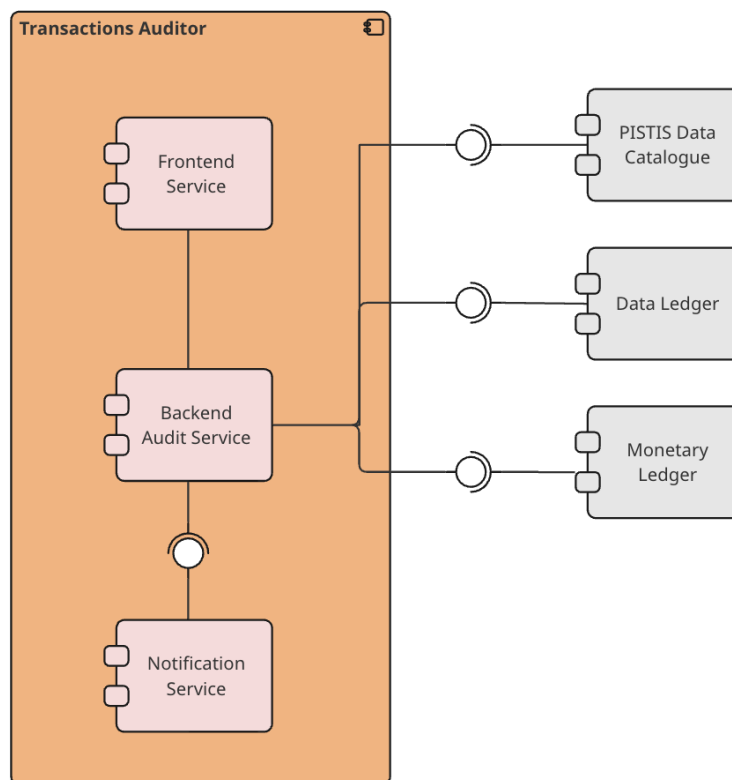 Transactions Auditor
Frontend
Service
PISTIS Data
Catalogue
Data Ledger
Backend
Audit Service
Monetary
Ledger
Notification
Service